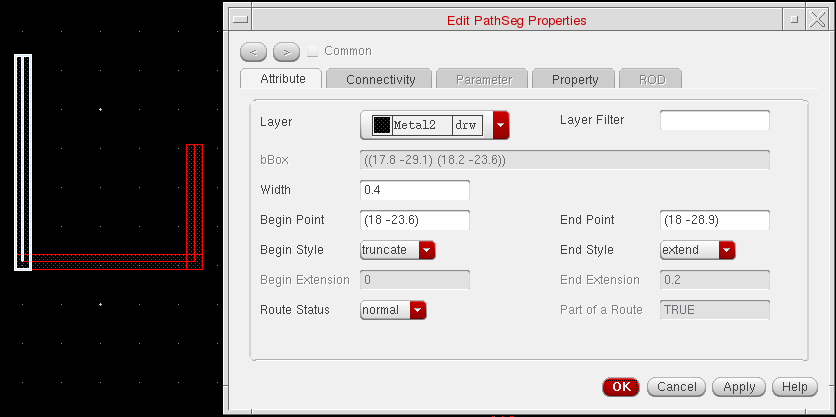 Edit PathSeg Properties
< > Common
Attribute Connectivity Parameter Property ROD
Layer Metal2 drw Layer Filter
bBox ((17.8 -29.1) (18.2 -23.6))
Width 0.4
Begin Point (18 -23.6) End Point (18 -28.9)
Begin Style truncate End Style extend
Begin Extension 0 End Extension 0.2
Route Status normal Part of a Route TRUE
OK Cancel Apply Help